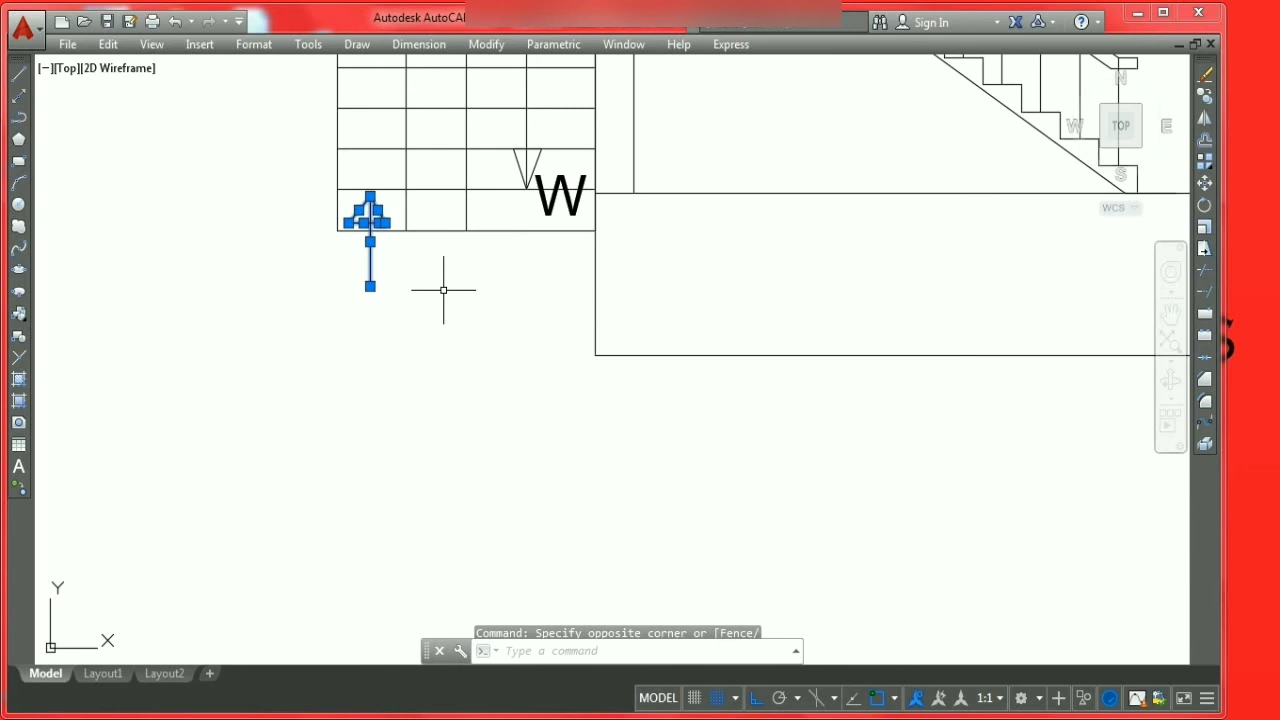 Autodesk AutoCA
Sign In
File Edit View Insert Format Tools Draw Dimension Modify Parametric Window Help Express
[−][Top][2D Wireframe]
N
W TOP E
S
WCS
W
S
Y
X
Command: Specify opposite corner or [Fence/
Type a command
Model Layout1 Layout2 +
MODEL 1:1
A